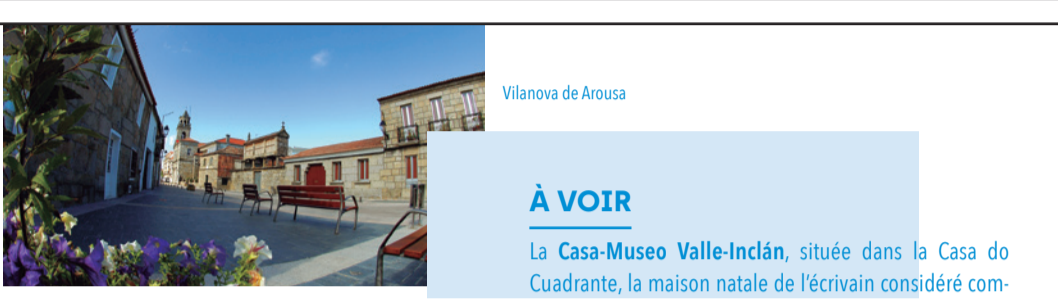 Vilanova de Arousa
À VOIR
La Casa-Museo Valle-Inclán, située dans la Casa do
Cuadrante, la maison natale de l'écrivain considéré com-